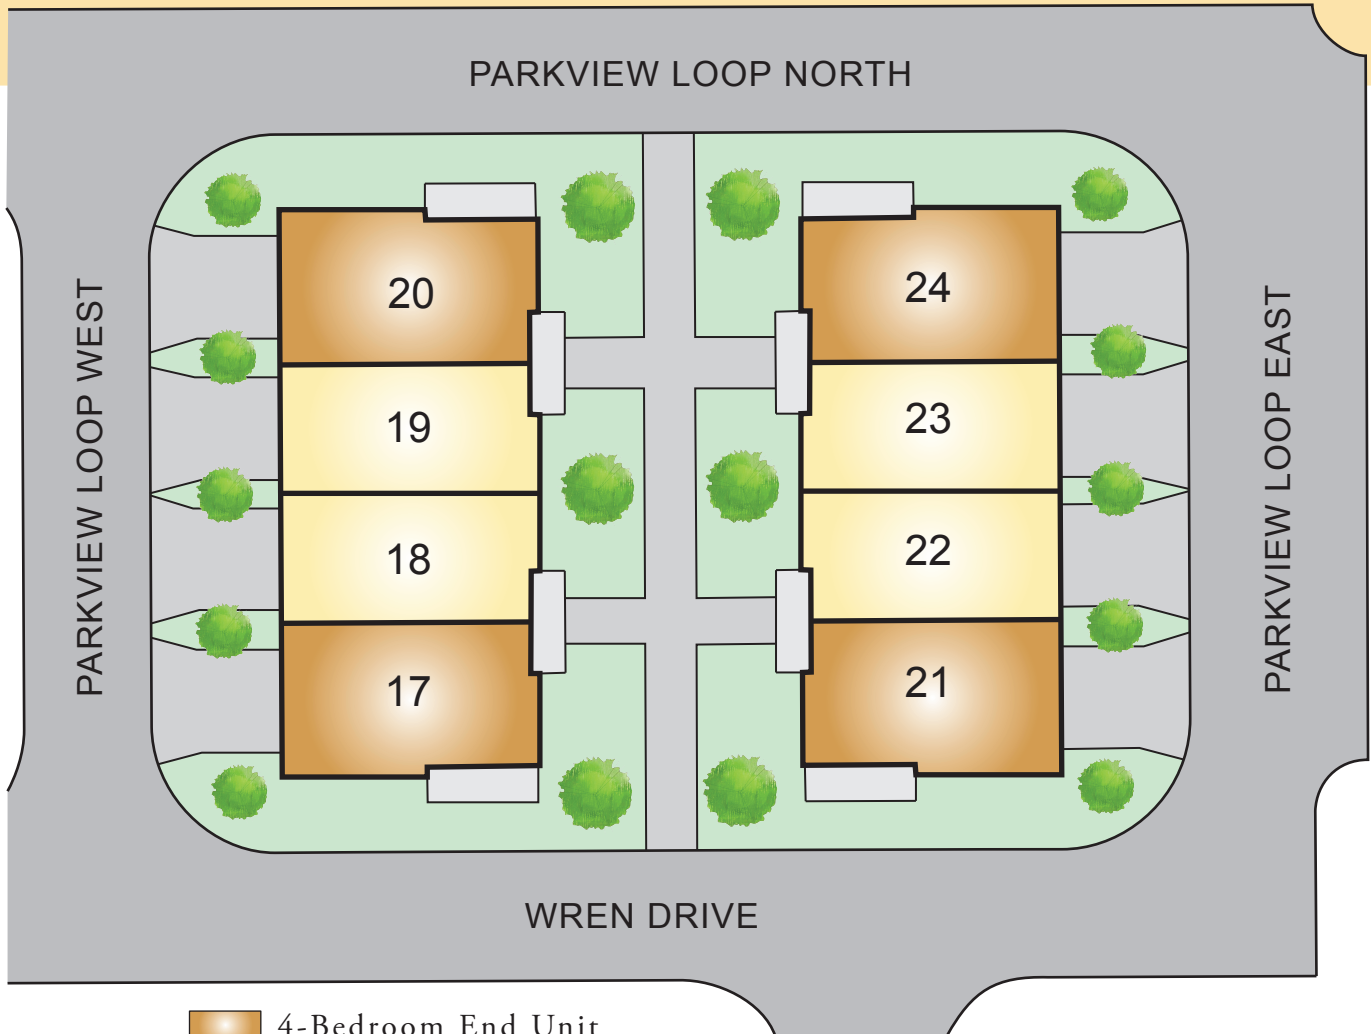 PARKVIEW LOOP NORTH
PARKVIEW LOOP WEST
PARKVIEW LOOP EAST
20
24
19
23
18
22
17
21
WREN DRIVE
4-Bedroom End Unit